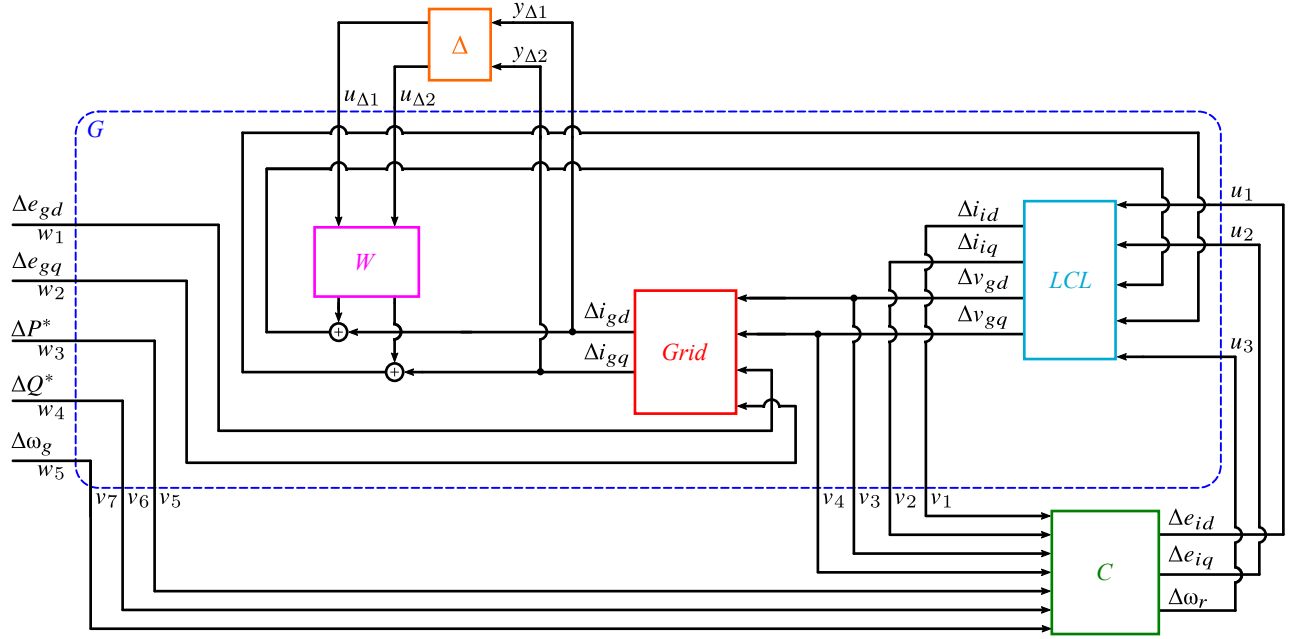 y_Δ1
Δ
y_Δ2
u_Δ1 u_Δ2
G
Δe_gd
w_1
Δe_gq
w_2
ΔP*
w_3
ΔQ*
w_4
Δω_g
w_5
W
Δi_gd
Δi_gq
Grid
Δi_id
Δi_iq
Δv_gd
Δv_gq
LCL
u_1
u_2
u_3
+
+
v_7 v_6 v_5
v_4 v_3 v_2 v_1
C
Δe_id
Δe_iq
Δω_r